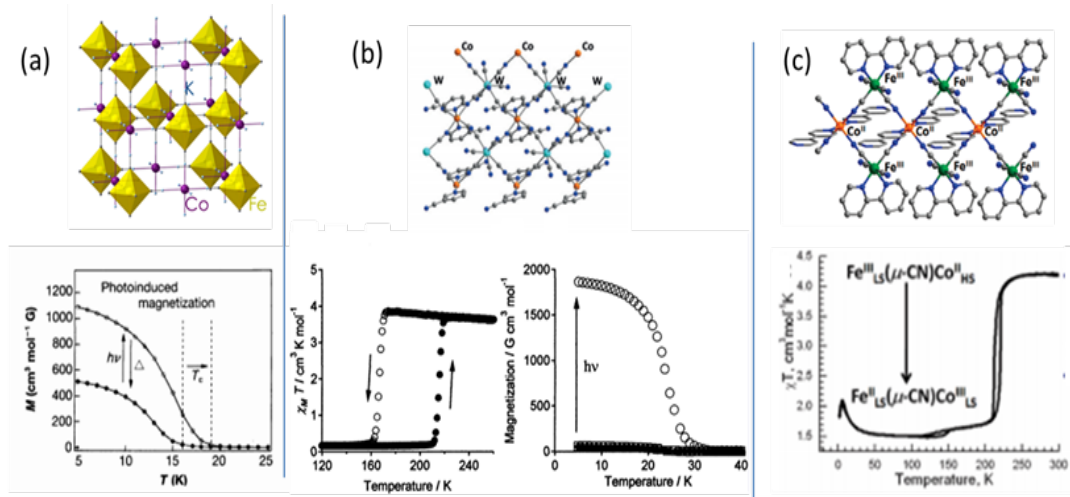 (a)
K
Co
Fe
Photoinduced
magnetization
hν
△
T_c
M (cm³ mol⁻¹ G)
1200
1000
800
600
400
200
0
5 10 15 20 25
T (K)
(b)
Co Co Co
W W W W
χ_M T / cm³ K mol⁻¹
5
4
3
2
1
0
120 160 220 260
Temperature / K
Magnetization / G cm³ mol⁻¹
2000
1500
1000
500
0
hν
0 10 20 30 40
Temperature / K
(c)
Fe^III Fe^III Fe^III
Co^II Co^II Co^II
Fe^III Fe^III Fe^III
χT, cm³mol⁻¹K
4.5
4.0
3.5
3.0
2.5
2.0
1.5
Fe^III_LS(μ-CN)Co^II_HS
Fe^II_LS(μ-CN)Co^III_LS
0 50 100 150 200 250 300
Temperature, K